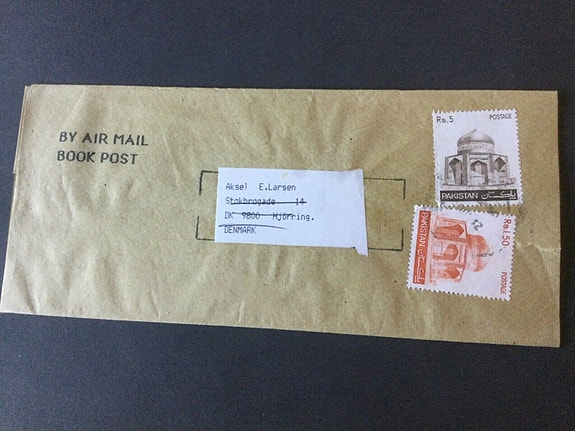 BY AIR MAIL
BOOK POST
Aksel E.Larsen
Stokbrogade 14
DK 9800 Hjörring.
DENMARK
Rs.5 POSTAGE
PAKISTAN پاکستان
Rs.1.50 POSTAGE
PAKISTAN پاکستان